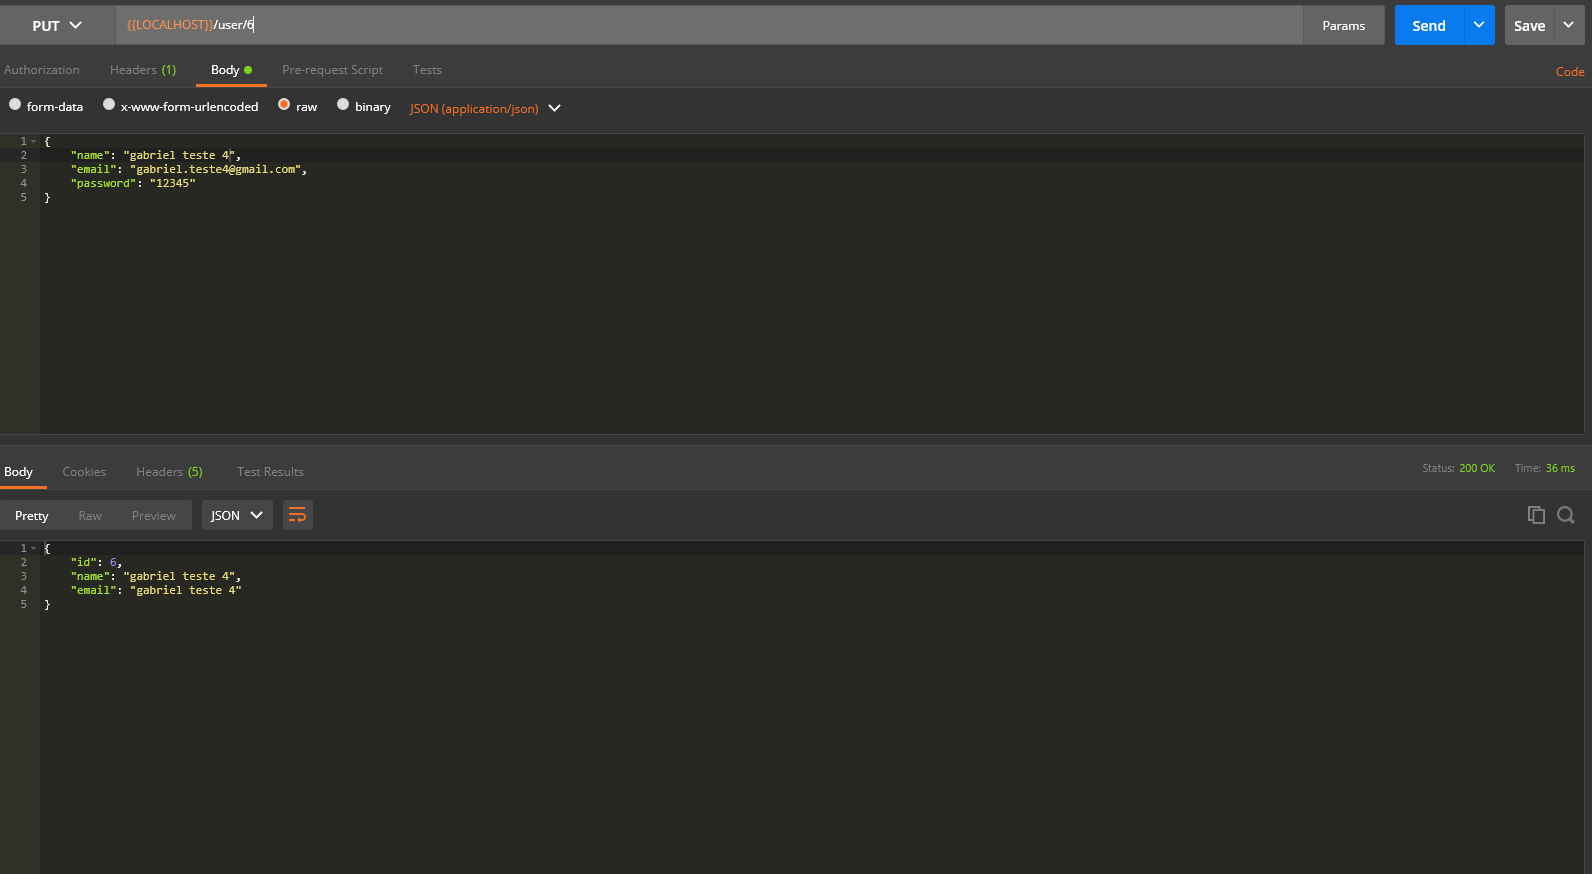 PUT {{LOCALHOST}}/user/6 Params Send Save
Authorization Headers (1) Body Pre-request Script Tests Code
form-data x-www-form-urlencoded raw binary JSON (application/json)
1 {
2 "name": "gabriel teste 4",
3 "email": "gabriel.teste4@gmail.com",
4 "password": "12345"
5 }
Body Cookies Headers (5) Test Results Status: 200 OK Time: 36 ms
Pretty Raw Preview JSON
1 {
2 "id": 6,
3 "name": "gabriel teste 4",
4 "email": "gabriel teste 4"
5 }